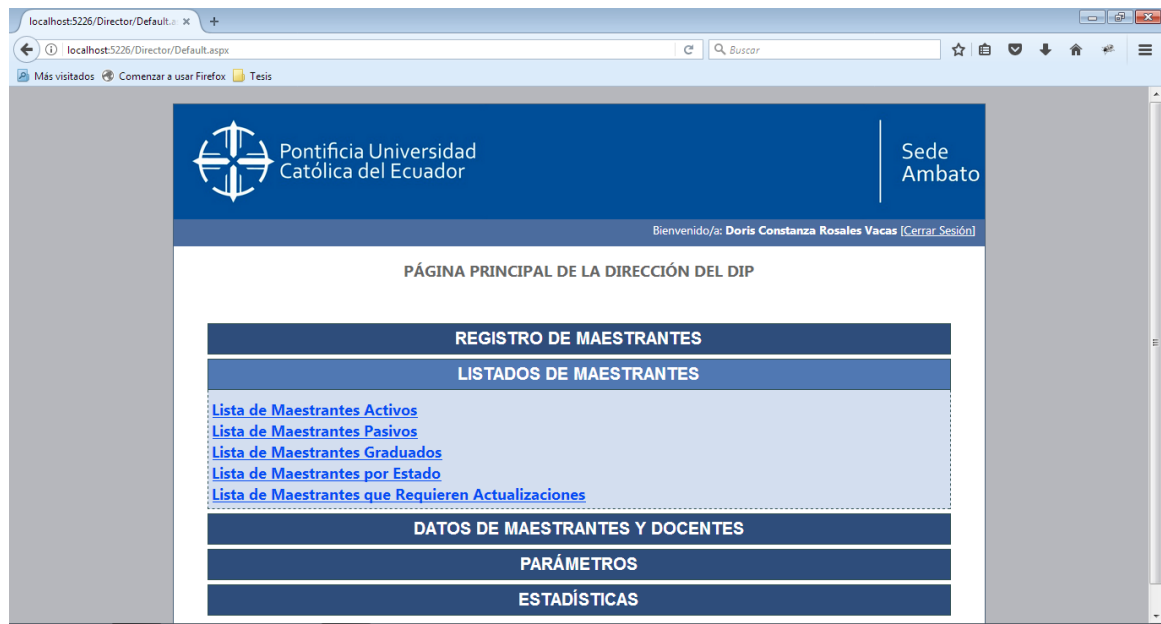 localhost:5226/Director/Default.a
localhost:5226/Director/Default.aspx
Buscar
Más visitados
Comenzar a usar Firefox
Tesis
Pontificia Universidad
Católica del Ecuador
Sede
Ambato
Bienvenido/a: Doris Constanza Rosales Vacas [Cerrar Sesión]
PÁGINA PRINCIPAL DE LA DIRECCIÓN DEL DIP
REGISTRO DE MAESTRANTES
LISTADOS DE MAESTRANTES
Lista de Maestrantes Activos
Lista de Maestrantes Pasivos
Lista de Maestrantes Graduados
Lista de Maestrantes por Estado
Lista de Maestrantes que Requieren Actualizaciones
DATOS DE MAESTRANTES Y DOCENTES
PARÁMETROS
ESTADÍSTICAS